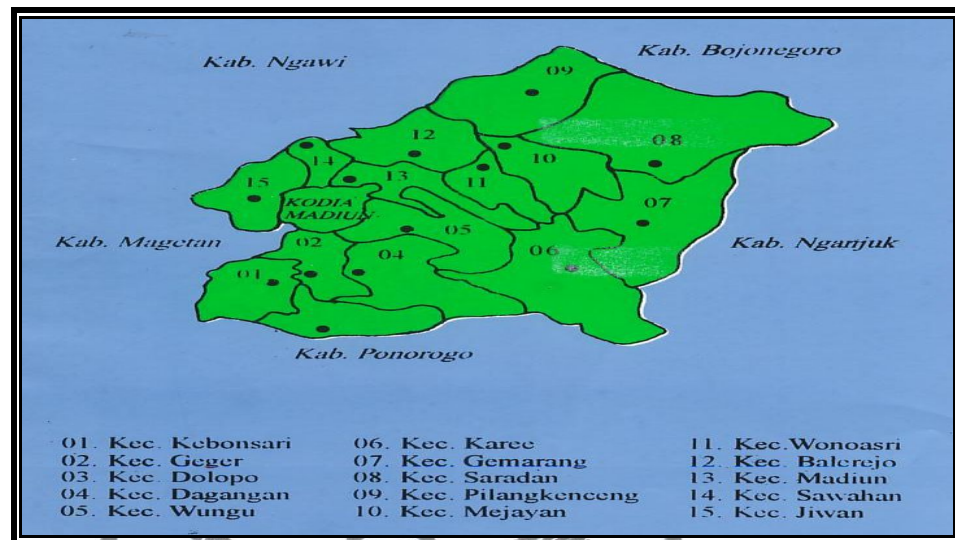 Kab. Ngawi
Kab. Bojonegoro
09
12
08
14
10
13
11
15
KODIA
MADIUN
07
05
Kab. Magetan
02
Kab. Nganjuk
06
04
01
Kab. Ponorogo
01. Kec. Kebonsari
02. Kec. Geger
03. Kec. Dolopo
04. Kec. Dagangan
05. Kec. Wungu
06. Kec. Karee
07. Kec. Gemarang
08. Kec. Saradan
09. Kec. Pilangkenceng
10. Kec. Mejayan
11. Kec.Wonoasri
12. Kec. Balerejo
13. Kec. Madiun
14. Kec. Sawahan
15. Kec. Jiwan